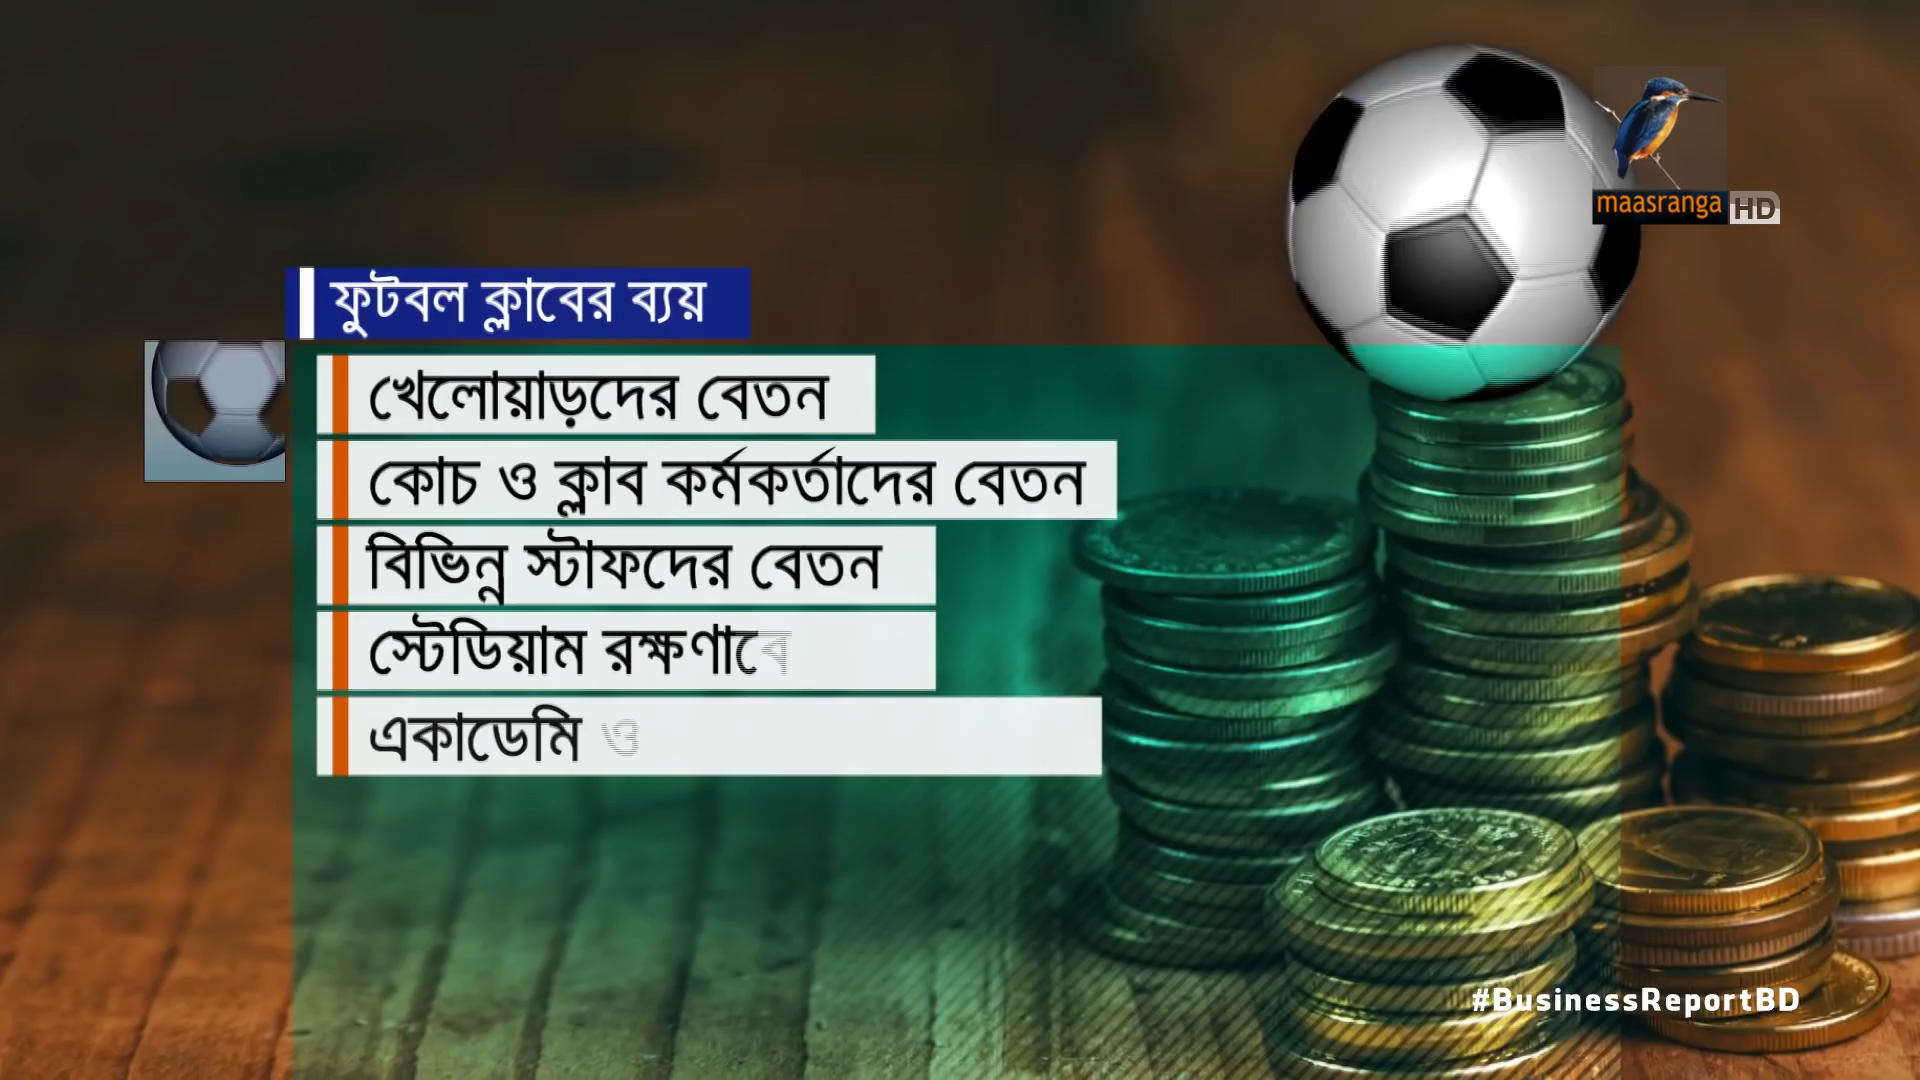 maasranga HD
ফুটবল ক্লাবের ব্যয়
খেলোয়াড়দের বেতন
কোচ ও ক্লাব কর্মকর্তাদের বেতন
বিভিন্ন স্টাফদের বেতন
স্টেডিয়াম রক্ষণাবে
একাডেমি ও
#BusinessReportBD